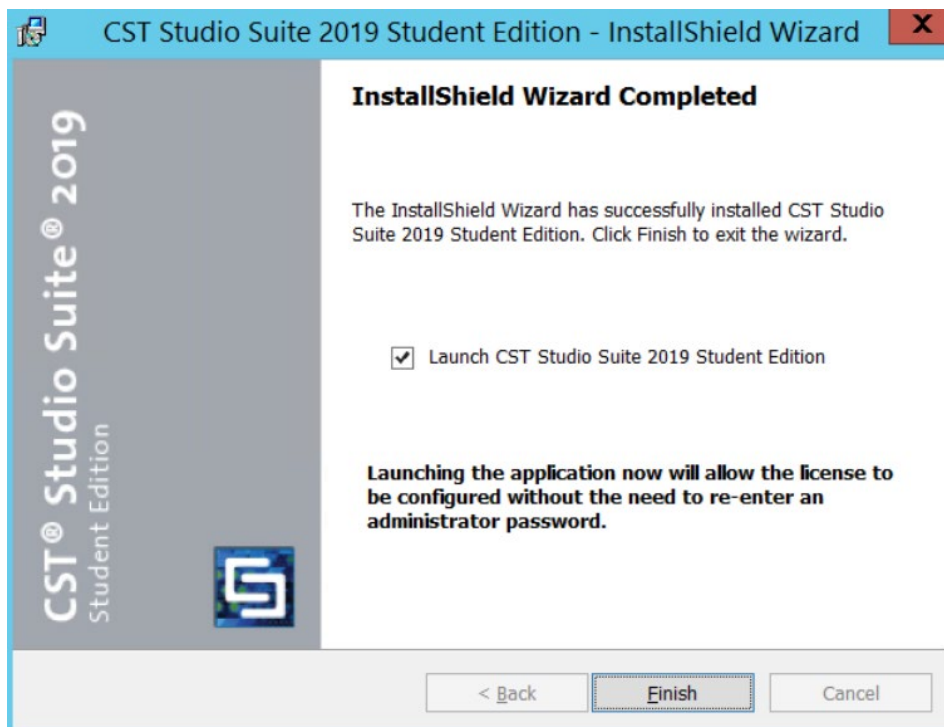 CST Studio Suite 2019 Student Edition - InstallShield Wizard
X
CST® Studio Suite® 2019
Student Edition
InstallShield Wizard Completed
The InstallShield Wizard has successfully installed CST Studio
Suite 2019 Student Edition. Click Finish to exit the wizard.
Launch CST Studio Suite 2019 Student Edition
Launching the application now will allow the license to
be configured without the need to re-enter an
administrator password.
< Back
Finish
Cancel